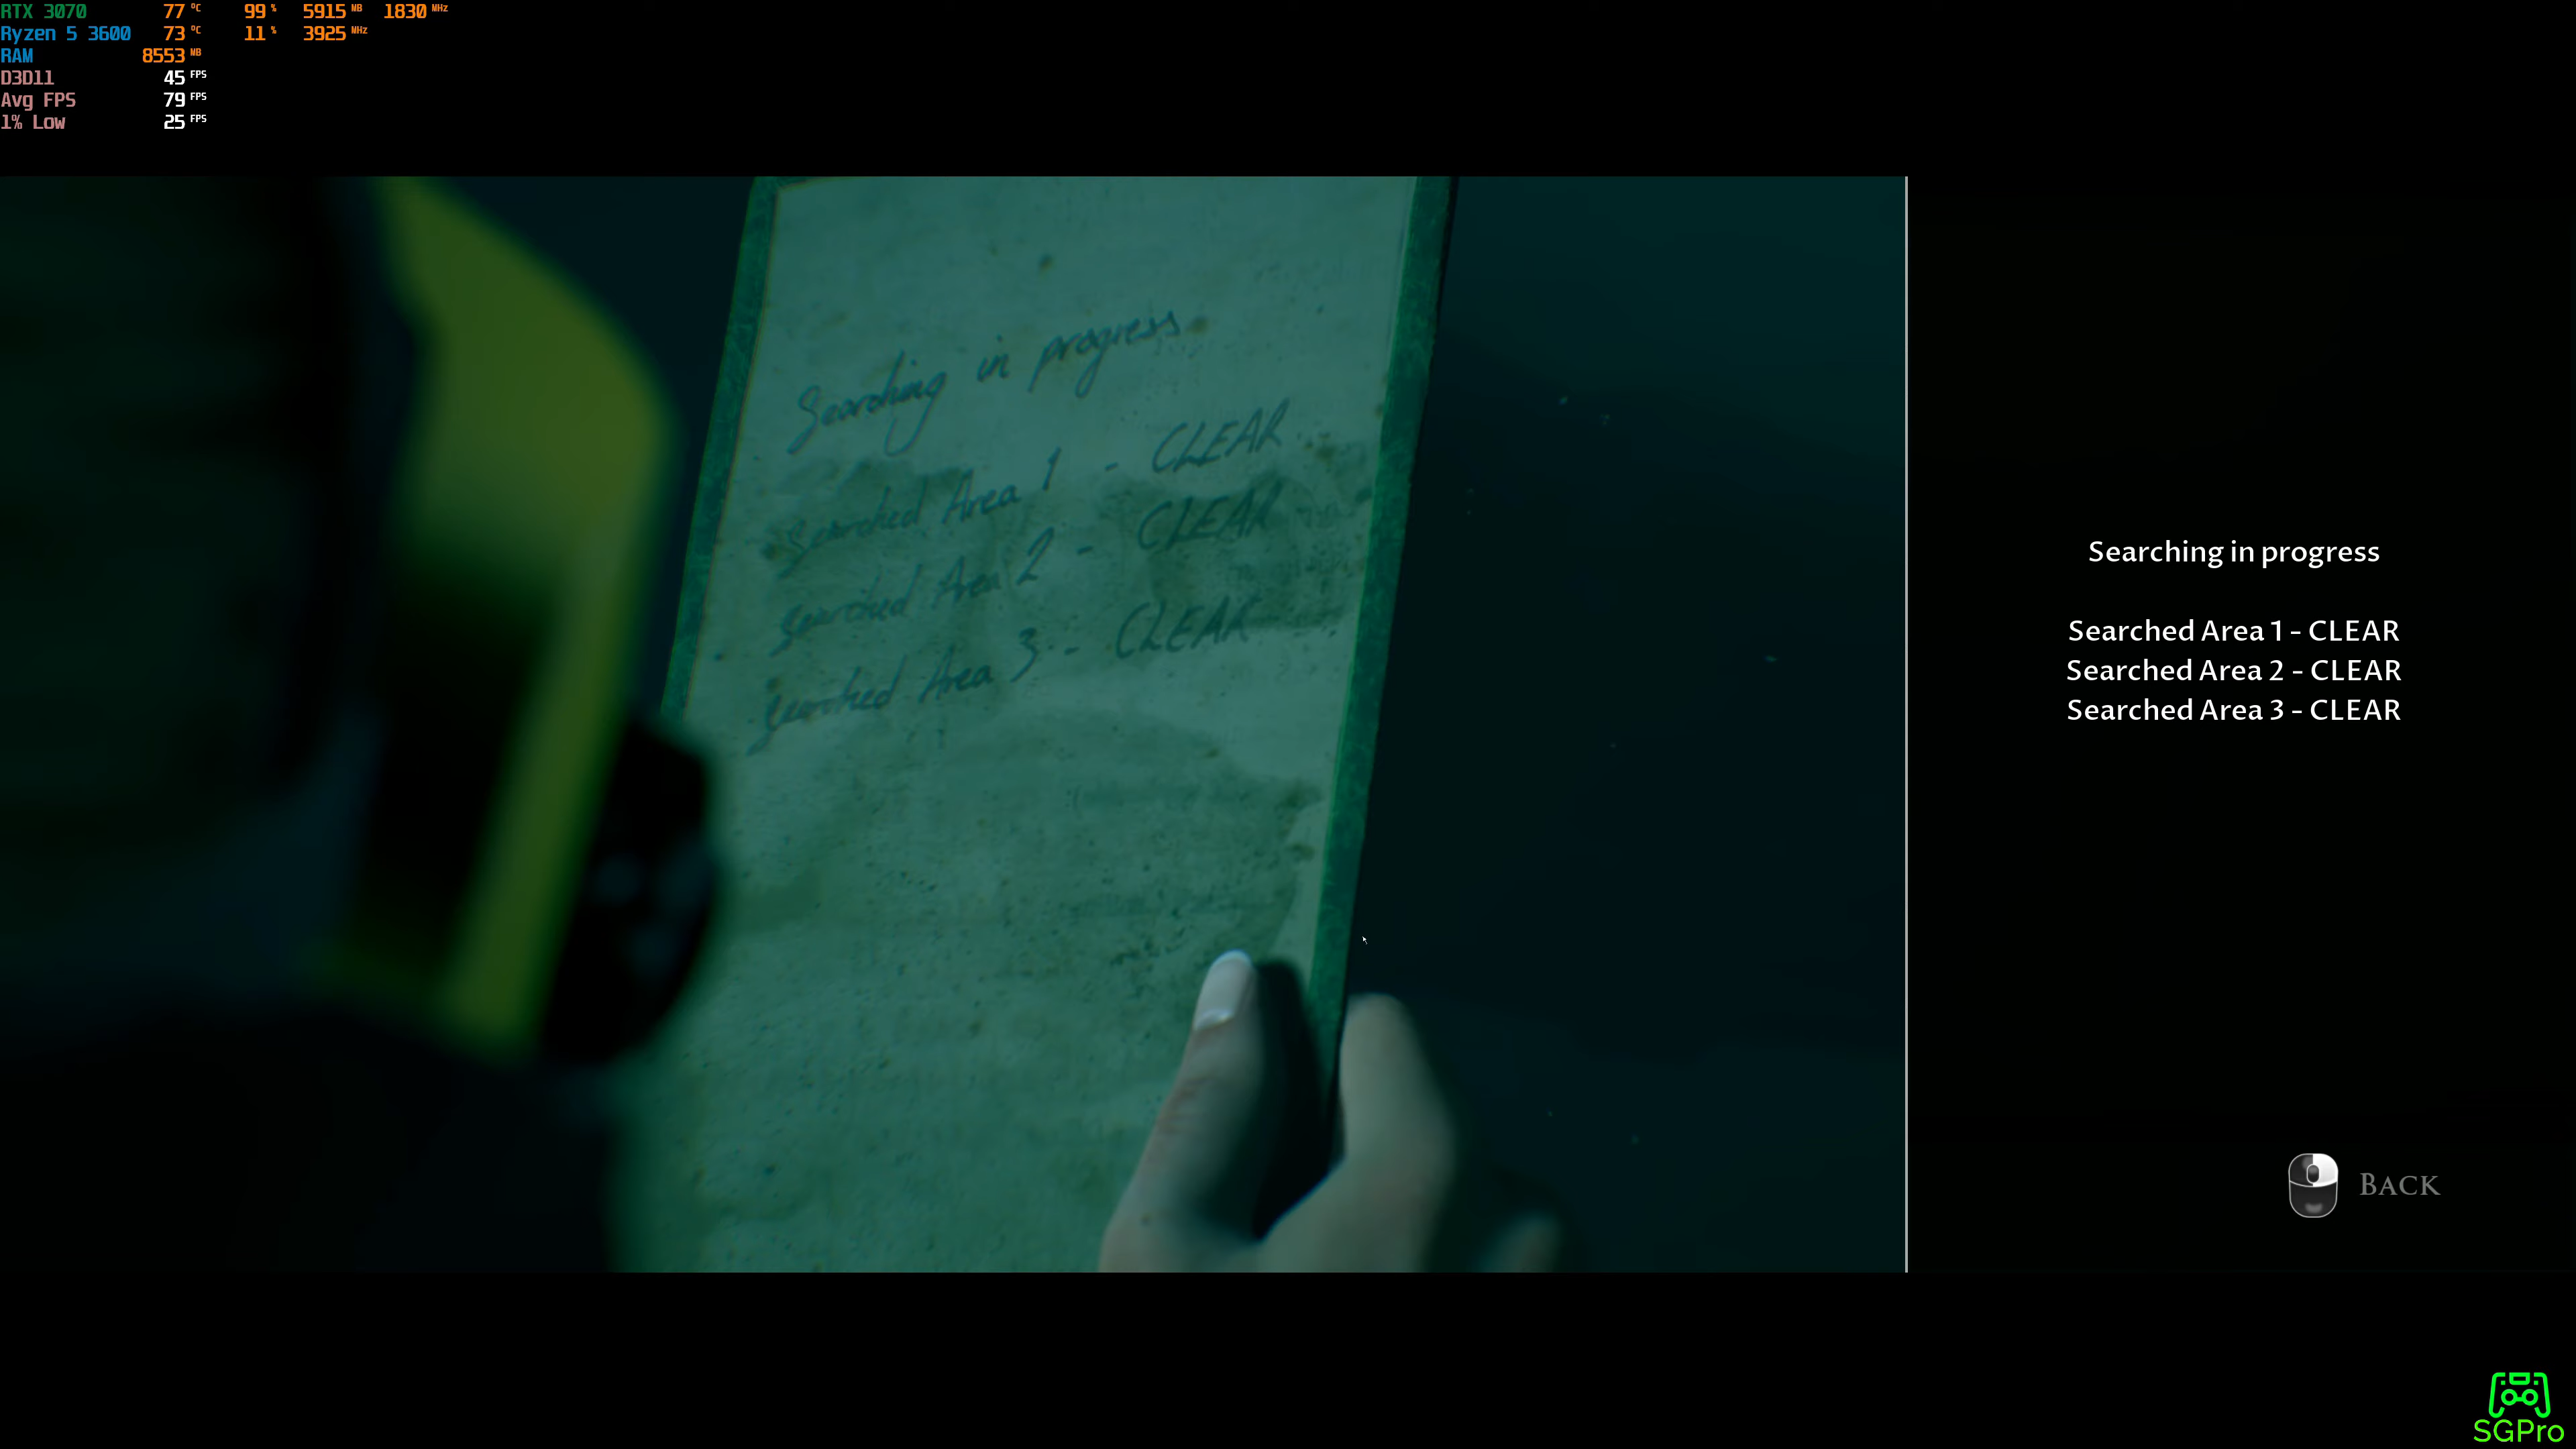 RTX 3070 77 °C 99 % 5915 MB 1830 MHz
Ryzen 5 3600 73 °C 11 % 3925 MHz
RAM 8553 MB
D3D11 45 FPS
Avg FPS 79 FPS
1% Low 25 FPS
Searching in progress
Searched Area 1 - CLEAR
Searched Area 2 - CLEAR
Searched Area 3 - CLEAR
Searching in progress
Searched Area 1 - CLEAR
Searched Area 2 - CLEAR
Searched Area 3 - CLEAR
BACK
SGPro